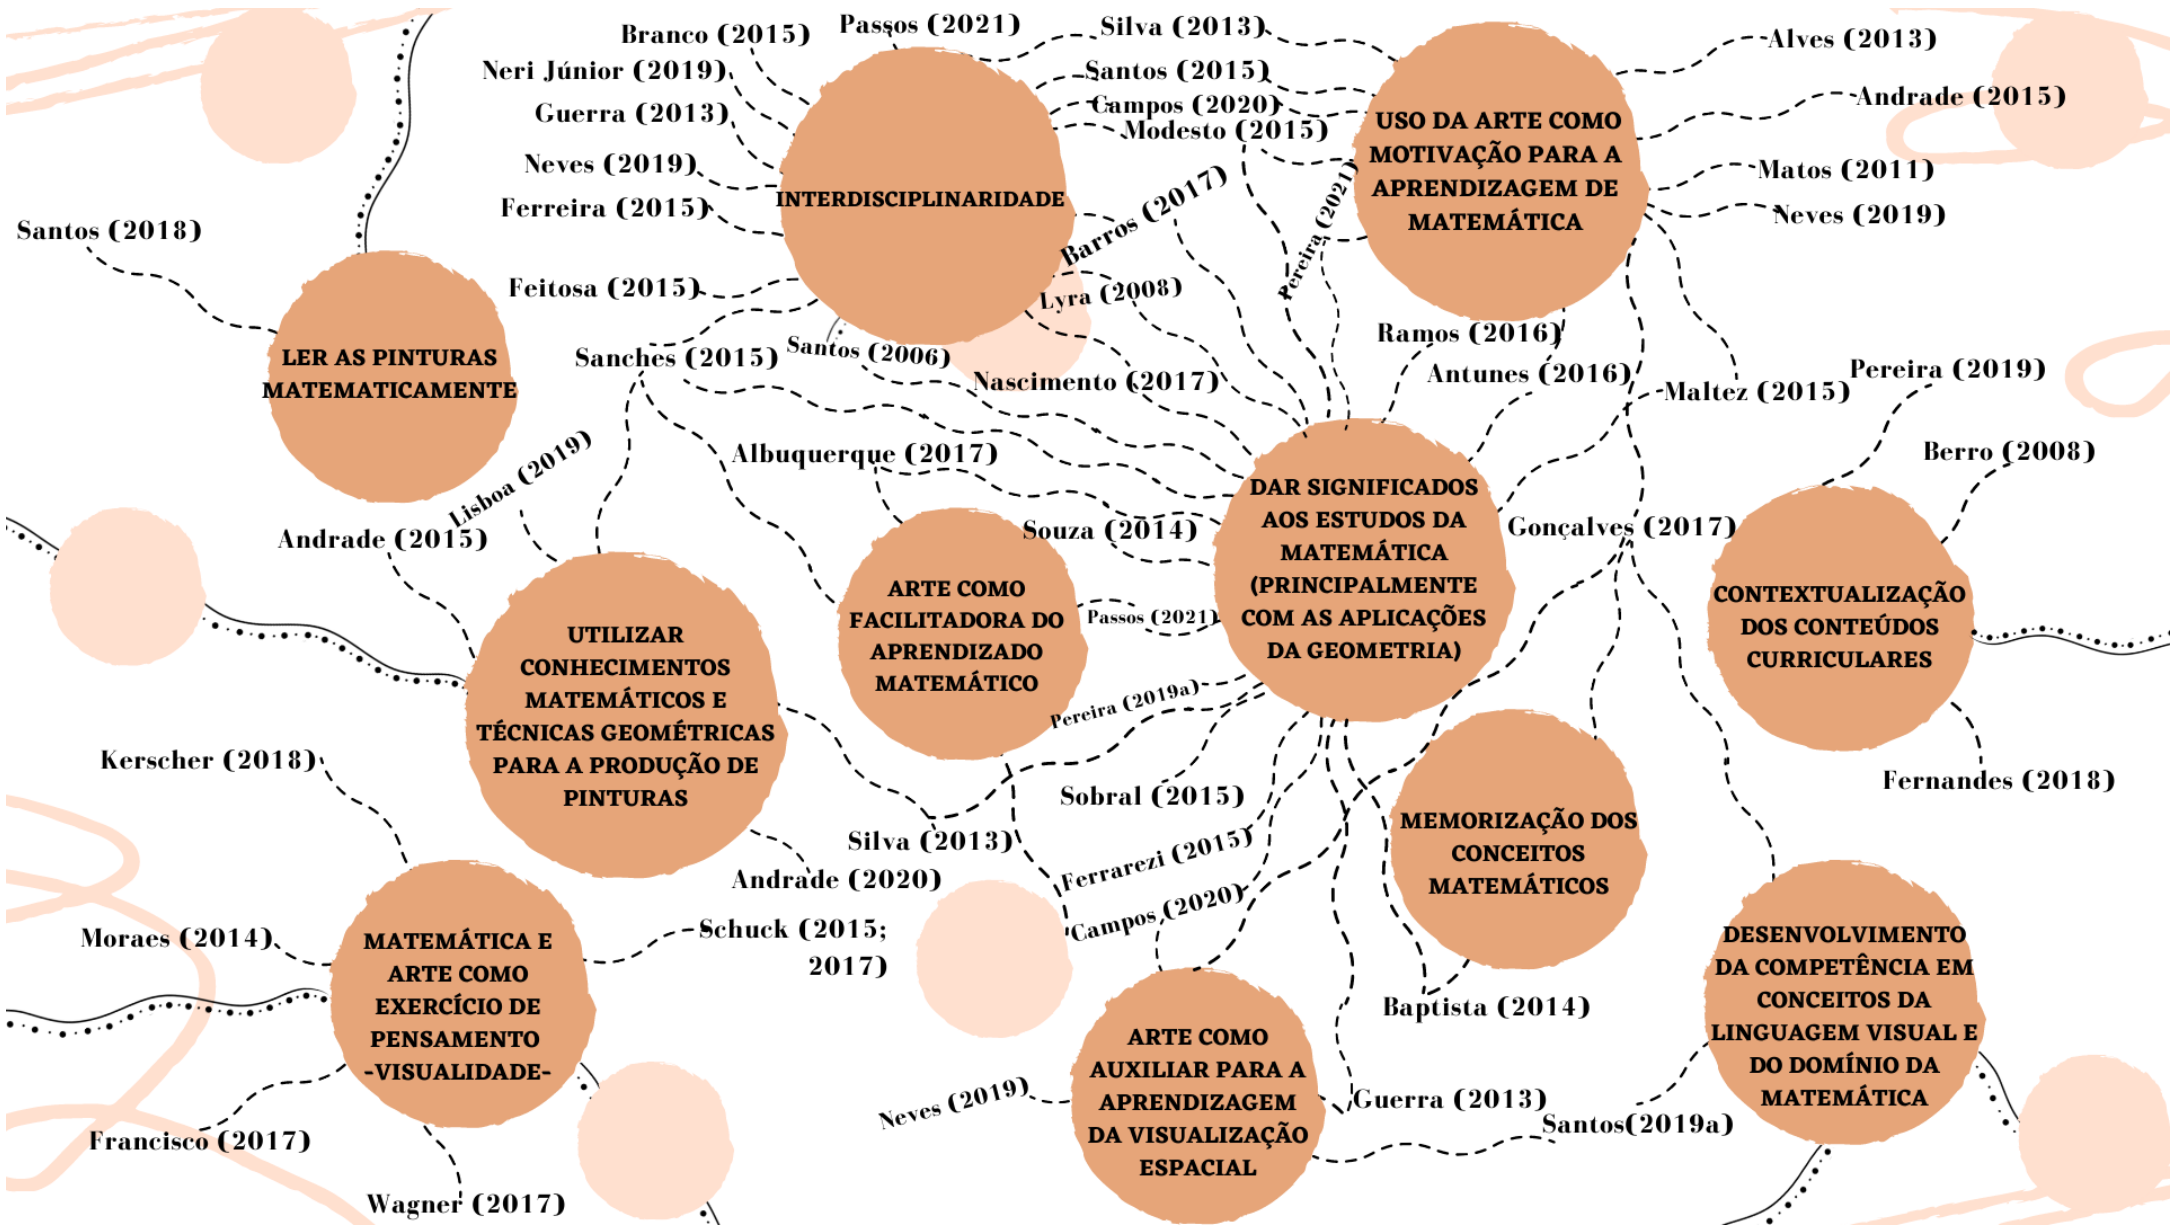 Branco (2015)
Passos (2021)
Silva (2013)
Alves (2013)
Neri Júnior (2019)
Santos (2015)
Andrade (2015)
Guerra (2013)
Campos (2020)
Modesto (2015)
Neves (2019)
Ferreira (2015)
INTERDISCIPLINARIDADE
USO DA ARTE COMO
MOTIVAÇÃO PARA A
APRENDIZAGEM DE
MATEMÁTICA
Matos (2011)
Neves (2019)
Pereira (2021)
Barros (2017)
Santos (2018)
Feitosa (2015)
Lyra (2008)
LER AS PINTURAS
MATEMATICAMENTE
Sanches (2015)
Santos (2006)
Nascimento (2017)
Ramos (2016)
Antunes (2016)
Maltez (2015)
Pereira (2019)
Berro (2008)
Lisboa (2019)
Andrade (2015)
Albuquerque (2017)
Souza (2014)
DAR SIGNIFICADOS
AOS ESTUDOS DA
MATEMÁTICA
(PRINCIPALMENTE
COM AS APLICAÇÕES
DA GEOMETRIA)
Gonçalves (2017)
CONTEXTUALIZAÇÃO
DOS CONTEÚDOS
CURRICULARES
ARTE COMO
FACILITADORA DO
APRENDIZADO
MATEMÁTICO
Passos (2021)
UTILIZAR
CONHECIMENTOS
MATEMÁTICOS E
TÉCNICAS GEOMÉTRICAS
PARA A PRODUÇÃO DE
PINTURAS
Pereira (2019a)
Kerscher (2018)
Sobral (2015)
Fernandes (2018)
Silva (2013)
Andrade (2020)
Ferrarezi (2015)
Campos (2020)
MEMORIZAÇÃO DOS
CONCEITOS
MATEMÁTICOS
Moraes (2014)
MATEMÁTICA E
ARTE COMO
EXERCÍCIO DE
PENSAMENTO
-VISUALIDADE-
Schuck (2015;
2017)
Baptista (2014)
DESENVOLVIMENTO
DA COMPETÊNCIA EM
CONCEITOS DA
LINGUAGEM VISUAL E
DO DOMÍNIO DA
MATEMÁTICA
ARTE COMO
AUXILIAR PARA A
APRENDIZAGEM
DA VISUALIZAÇÃO
ESPACIAL
Neves (2019)
Guerra (2013)
Santos(2019a)
Francisco (2017)
Wagner (2017)